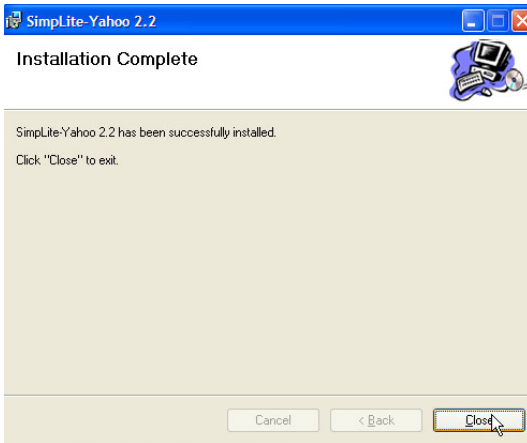 SimpLite-Yahoo 2.2
Installation Complete
SimpLite-Yahoo 2.2 has been successfully installed.
Click "Close" to exit.
Cancel
< Back
Close